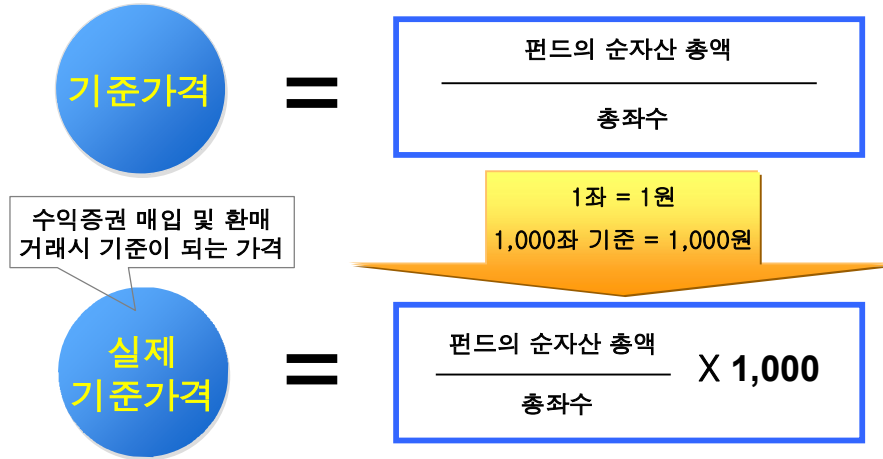 기준가격
=
펀드의 순자산 총액
총좌수
1좌 = 1원
1,000좌 기준 = 1,000원
수익증권 매입 및 환매
거래시 기준이 되는 가격
실제
기준가격
=
펀드의 순자산 총액
총좌수
X 1,000